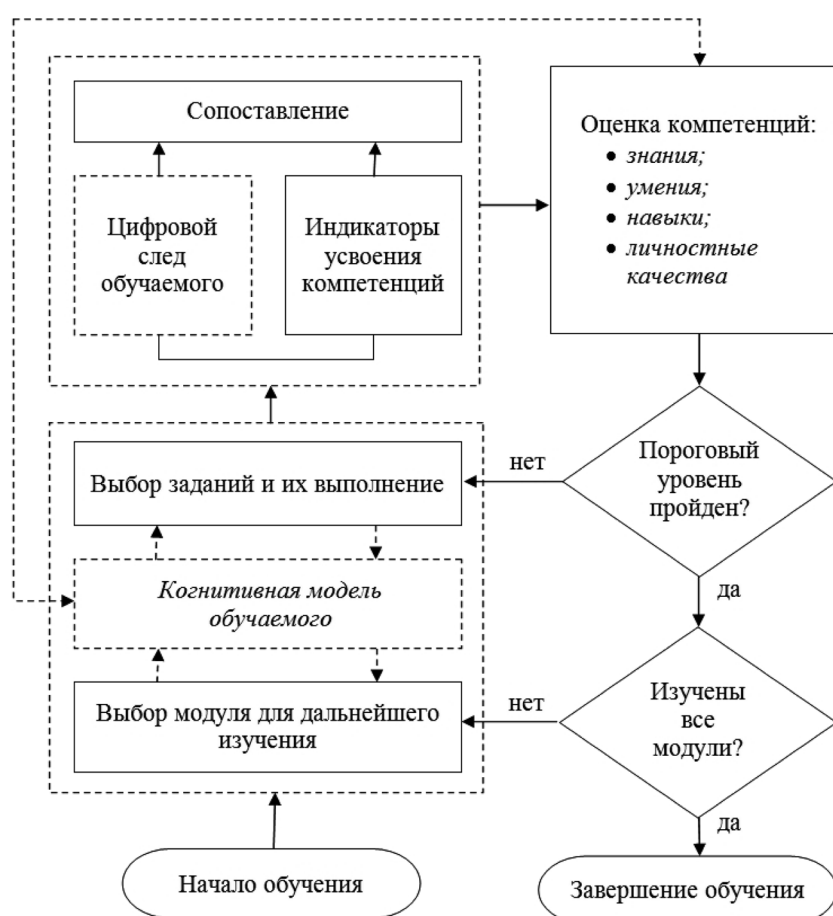 Сопоставление
Цифровой
след
обучаемого
Индикаторы
усвоения
компетенций
Оценка компетенций:
• знания;
• умения;
• навыки;
• личностные
качества
Выбор заданий и их выполнение
нет
Пороговый
уровень
пройден?
Когнитивная модель
обучаемого
да
Выбор модуля для дальнейшего
изучения
нет
Изучены
все
модули?
да
Начало обучения
Завершение обучения